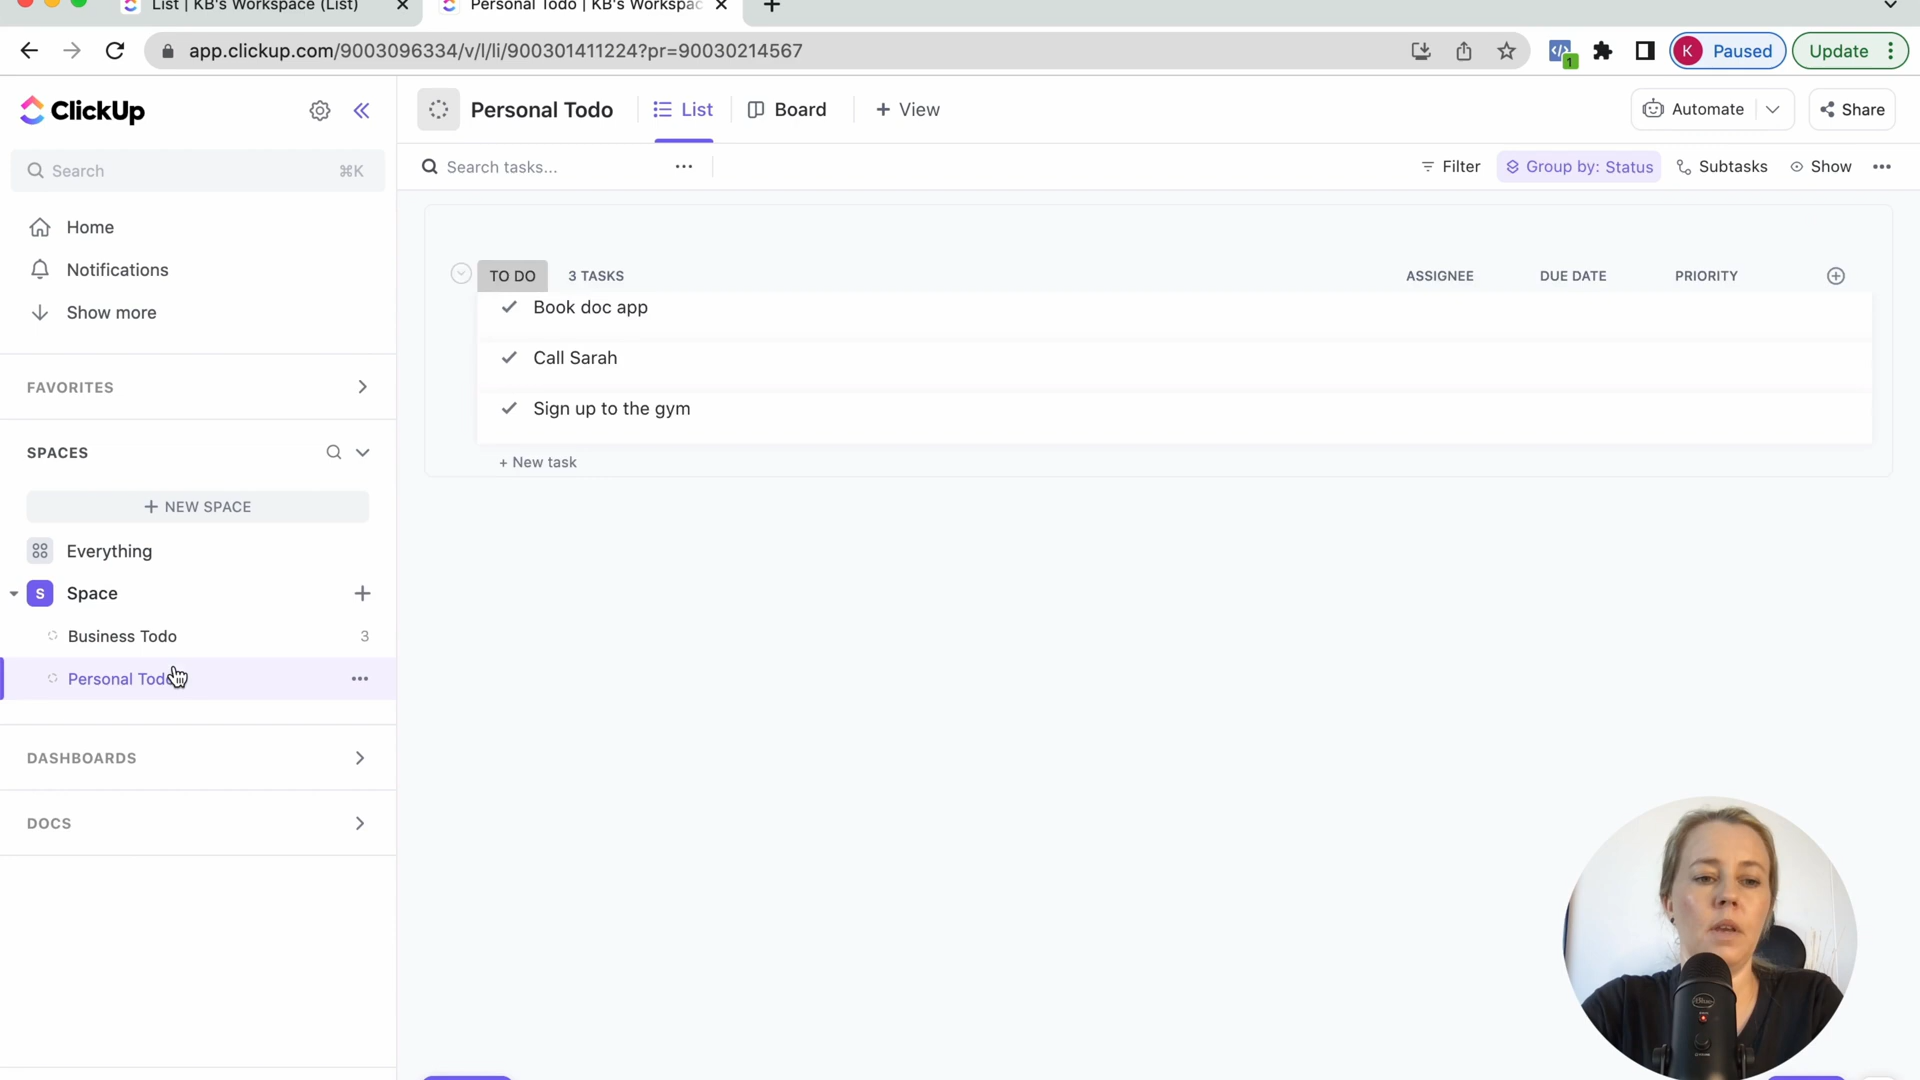 List | KB's Workspace (List)
Personal Todo | KB's Workspac
app.clickup.com/9003096334/v/l/li/900301411224?pr=90030214567
1
K Paused
Update
ClickUp
Personal Todo
List
Board
+ View
Automate
Share
Search ⌘K
Search tasks...
Filter
Group by: Status
Subtasks
Show
Home
Notifications
Show more
TO DO
3 TASKS
ASSIGNEE
DUE DATE
PRIORITY
Book doc app
Call Sarah
Sign up to the gym
+ New task
FAVORITES
SPACES
+ NEW SPACE
Everything
S Space
Business Todo 3
Personal Todo
DASHBOARDS
DOCS